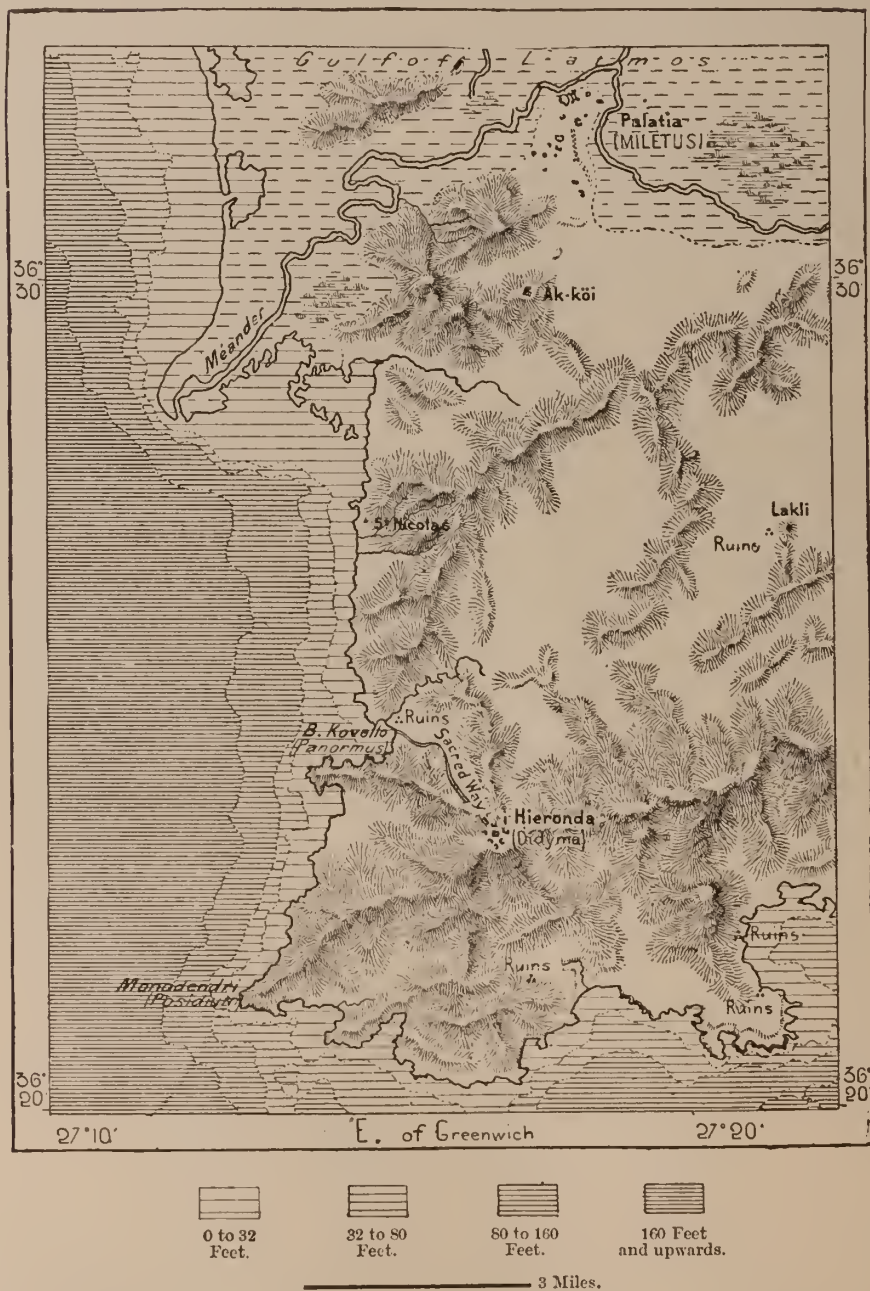 Gulf of Latmos
Palatia
(MILETUS)
36°
30'
36°
30'
Ak-köi
Méander
St Nicolas
Lakli
Ruins
Ruins
B. Kovello
(Panormus)
Sacred Way
Hieronda
(Didyma)
Ruins
Ruins
Monodendri
(Posidium)
Ruins
36°
20'
36°
20'
27°10'
E. of Greenwich
27°20'
0 to 32
Feet.
32 to 80
Feet.
80 to 160
Feet.
160 Feet
and upwards.
3 Miles.